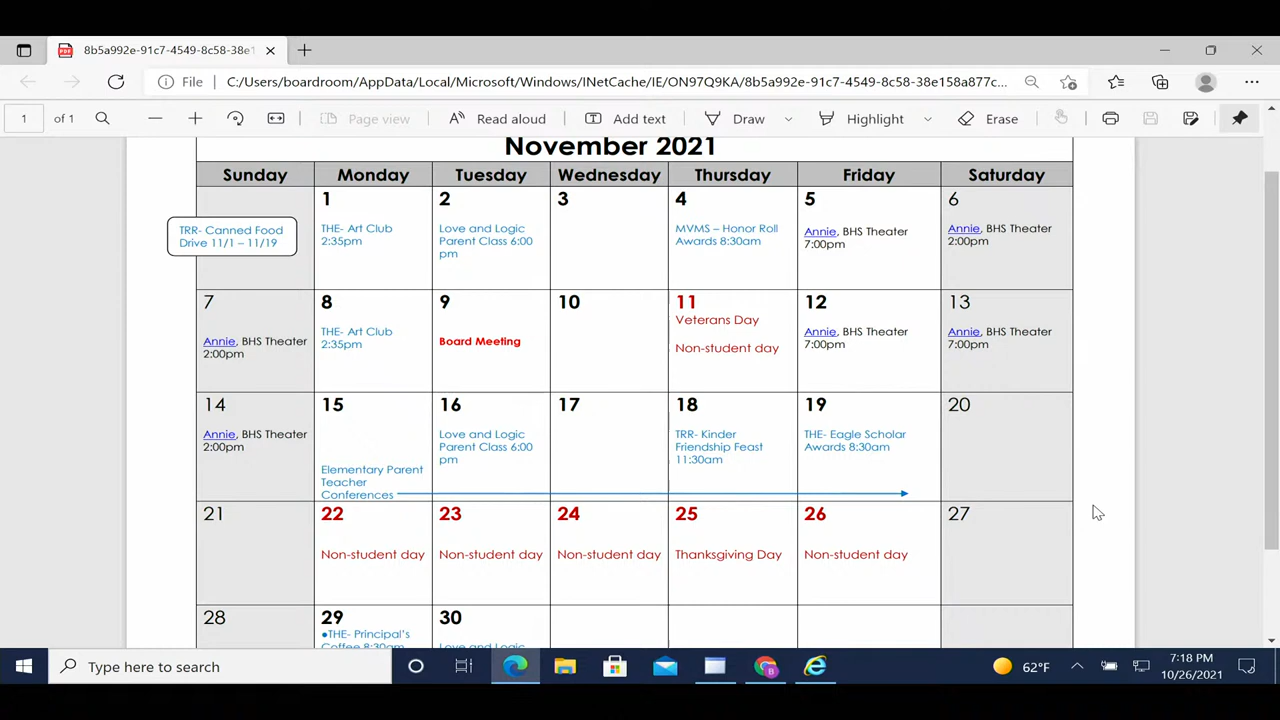 8b5a992e-91c7-4549-8c58-38e1
File
C:/Users/boardroom/AppData/Local/Microsoft/Windows/INetCache/IE/ON97Q9KA/8b5a992e-91c7-4549-8c58-38e158a877c...
1 of 1
Page view
Read aloud
Add text
Draw
Highlight
Erase
November 2021
Sunday Monday Tuesday Wednesday Thursday Friday Saturday
TRR- Canned Food
Drive 11/1 – 11/19
1
THE- Art Club
2:35pm
2
Love and Logic
Parent Class 6:00
pm
3
4
MVMS – Honor Roll
Awards 8:30am
5
Annie, BHS Theater
7:00pm
6
Annie, BHS Theater
2:00pm
7
Annie, BHS Theater
2:00pm
8
THE- Art Club
2:35pm
9
Board Meeting
10
11
Veterans Day
Non-student day
12
Annie, BHS Theater
7:00pm
13
Annie, BHS Theater
7:00pm
14
Annie, BHS Theater
2:00pm
15
Elementary Parent
Teacher
Conferences
16
Love and Logic
Parent Class 6:00
pm
17
18
TRR- Kinder
Friendship Feast
11:30am
19
THE- Eagle Scholar
Awards 8:30am
20
21
22
Non-student day
23
Non-student day
24
Non-student day
25
Thanksgiving Day
26
Non-student day
27
28
29
●THE- Principal's
Coffee 8:30am
30
Love and Logic
Type here to search
62°F
7:18 PM
10/26/2021